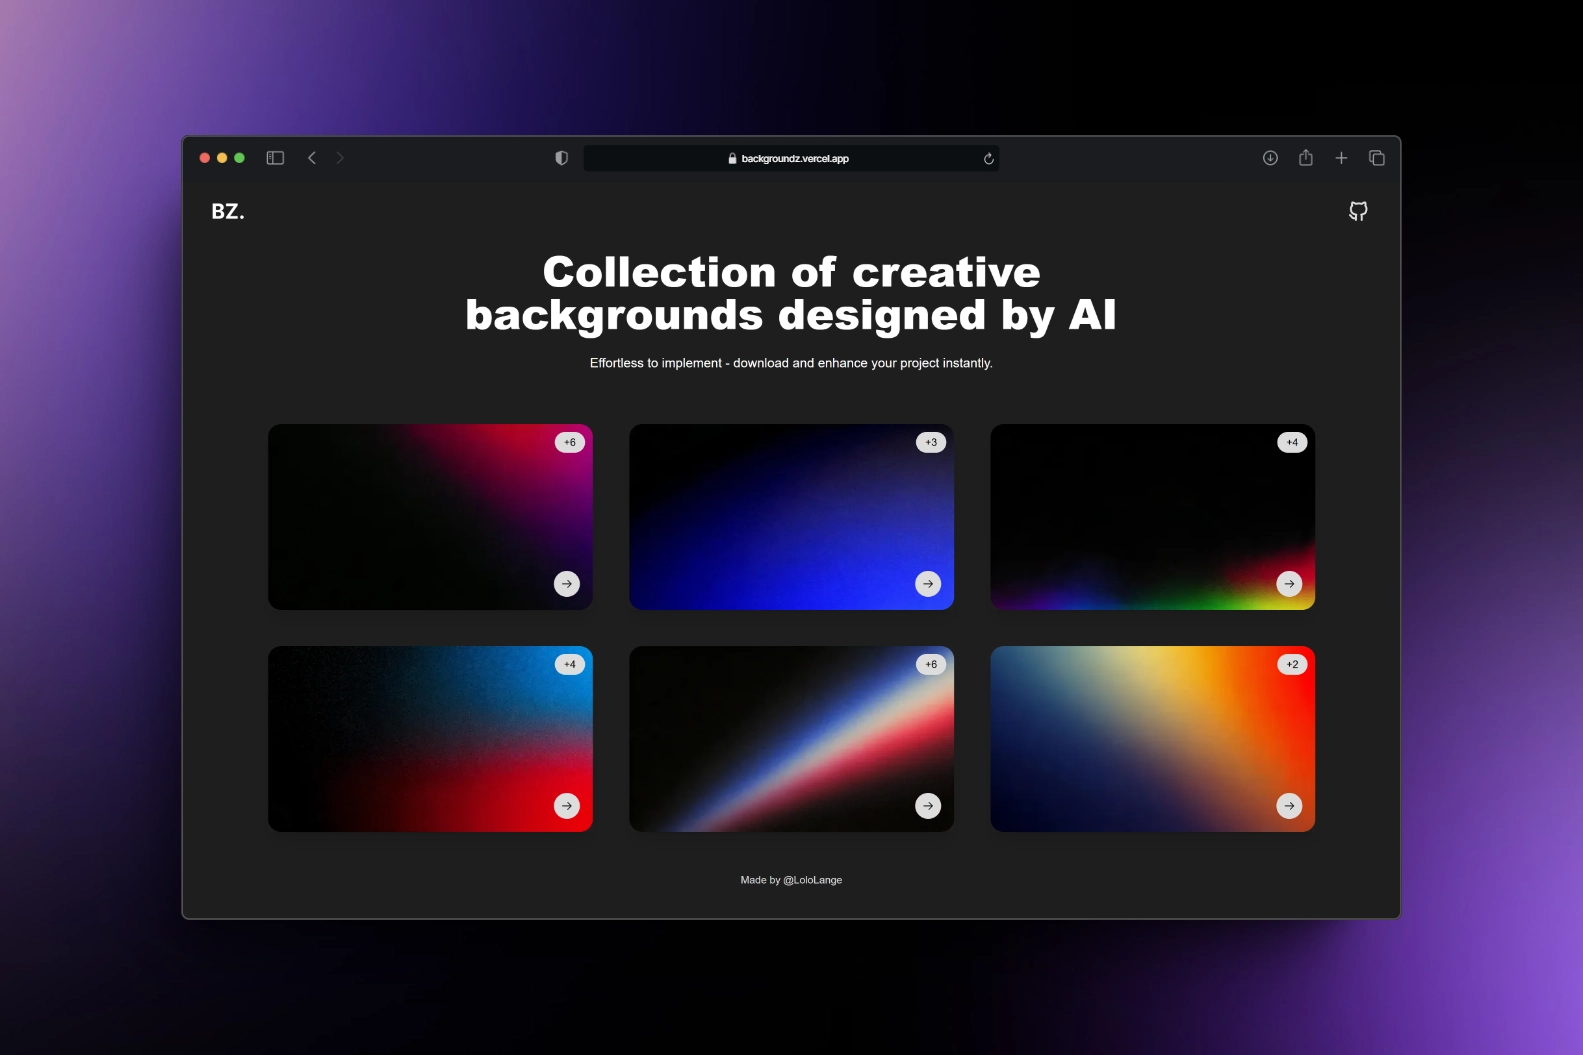 backgroundz.vercel.app
BZ.
Collection of creative
backgrounds designed by AI
Effortless to implement - download and enhance your project instantly.
+6
+3
+4
+4
+6
+2
Made by @LoloLange